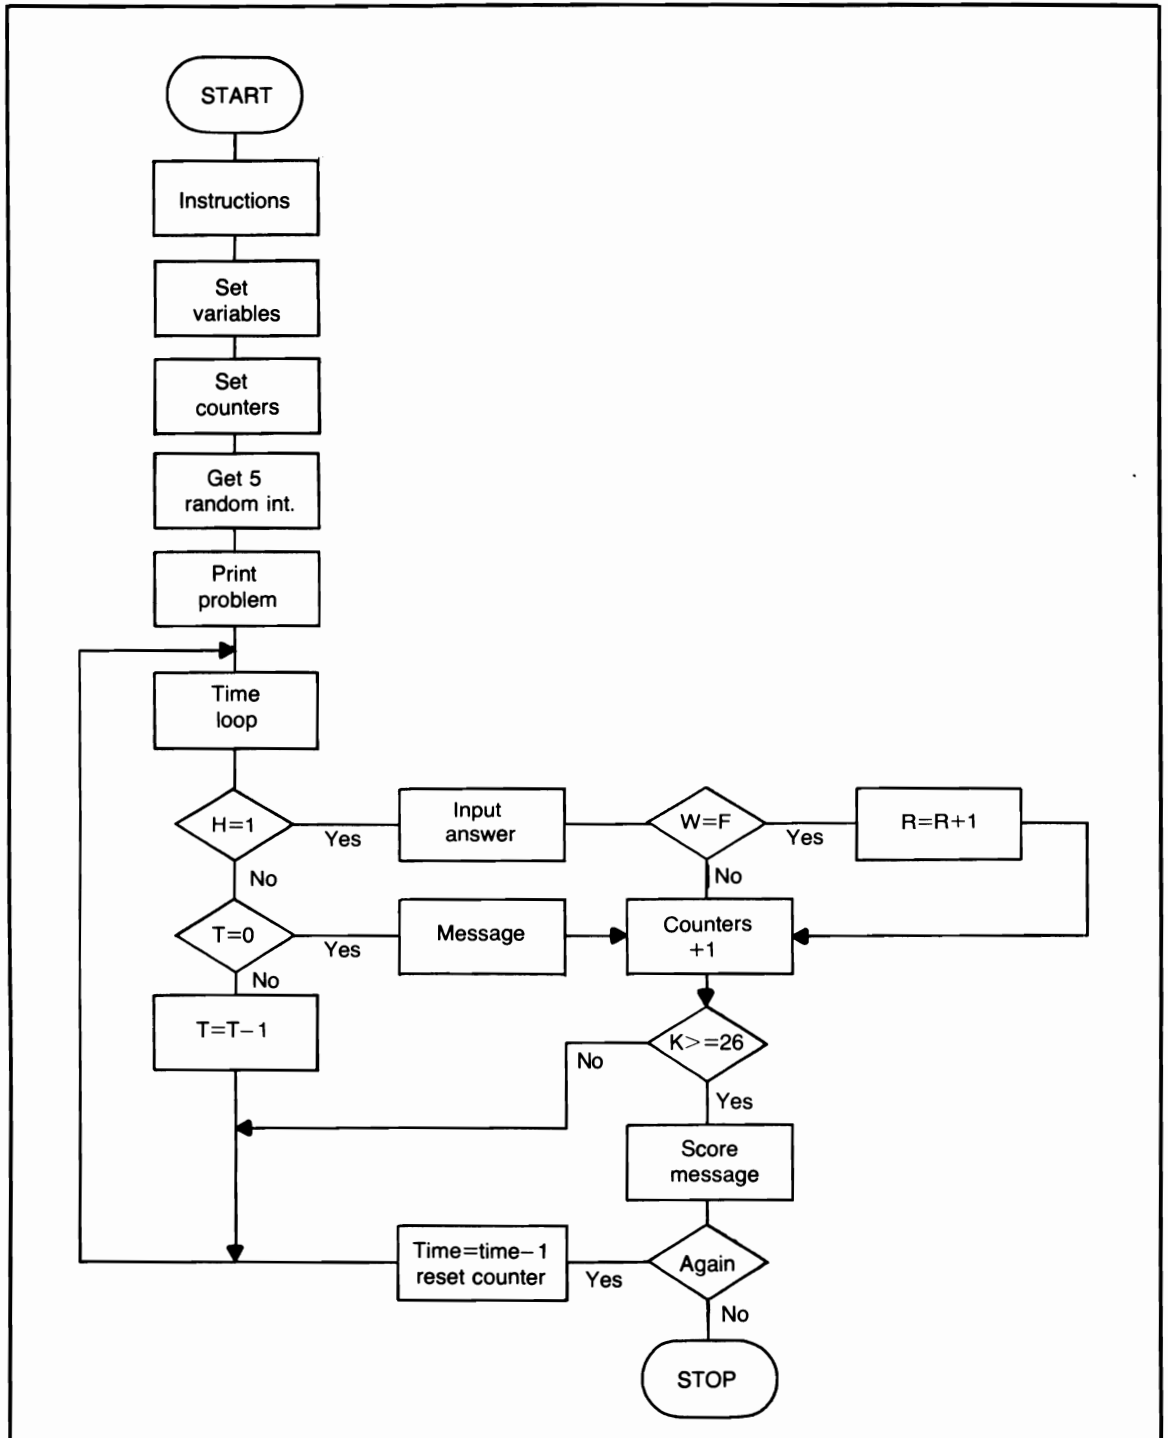 START
Instructions
Set
variables
Set
counters
Get 5
random int.
Print
problem
Time
loop
H=1
Yes
Input
answer
W=F
Yes
R=R+1
No
No
T=0
Yes
Message
Counters
+1
No
T=T-1
K>=26
No
Yes
Score
message
Time=time-1
reset counter
Yes
Again
No
STOP